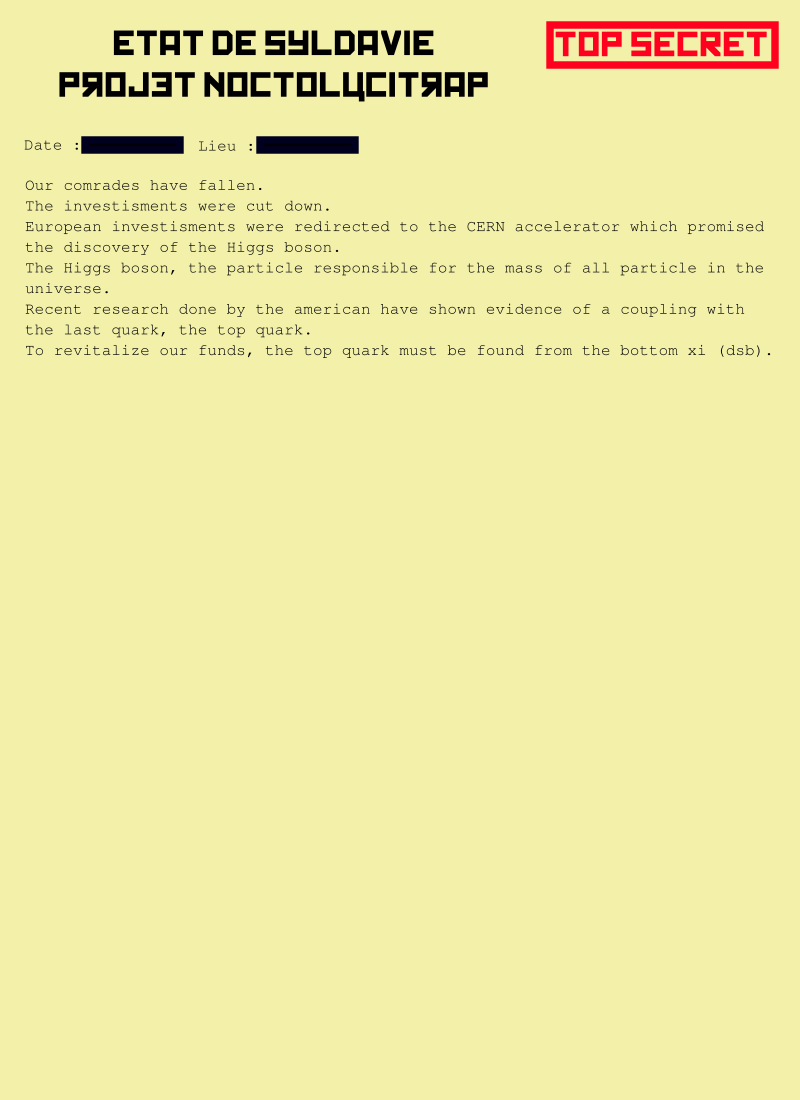 ETAT DE SYLDAVIE
TOP SECRET
PЯOJƎT NOCTOLЦCITЯAP
Date :
Lieu :
Our comrades have fallen.
The investisments were cut down.
European investisments were redirected to the CERN accelerator which promised
the discovery of the Higgs boson.
The Higgs boson, the particle responsible for the mass of all particle in the
universe.
Recent research done by the american have shown evidence of a coupling with
the last quark, the top quark.
To revitalize our funds, the top quark must be found from the bottom xi (dsb).